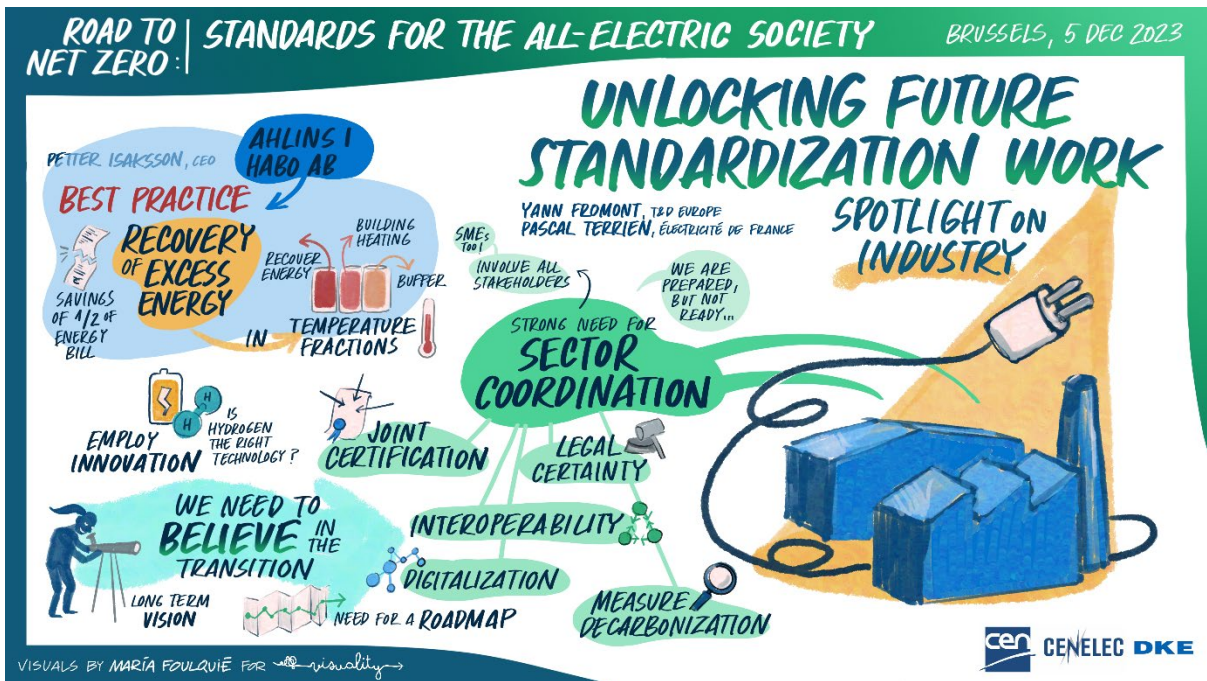 ROAD TO
NET ZERO:
STANDARDS FOR THE ALL-ELECTRIC SOCIETY
BRUSSELS, 5 DEC 2023
UNLOCKING FUTURE
STANDARDIZATION WORK
YANN FROMONT, T&D EUROPE
PASCAL TERRIEN, ÉLECTRICITÉ DE FRANCE
SPOTLIGHT ON
INDUSTRY
PETTER ISAKSSON, CEO
AHLINS I
HABO AB
BEST PRACTICE
RECOVERY
OF EXCESS
ENERGY
SAVINGS
OF 1/2 OF
ENERGY
BILL
IN
TEMPERATURE
FRACTIONS
RECOVER
ENERGY
BUILDING
HEATING
BUFFER
SMEs
TOO!
INVOLVE ALL
STAKEHOLDERS
WE ARE
PREPARED,
BUT NOT
READY...
STRONG NEED FOR
SECTOR
COORDINATION
EMPLOY
INNOVATION
H
H
IS
HYDROGEN
THE RIGHT
TECHNOLOGY?
JOINT
CERTIFICATION
LEGAL
CERTAINTY
INTEROPERABILITY
DIGITALIZATION
MEASURE
DECARBONIZATION
WE NEED TO
BELIEVE IN
THE
TRANSITION
LONG TERM
VISION
NEED FOR A ROADMAP
VISUALS BY MARÍA FOULQUIÉ FOR visuality
cen CENELEC DKE